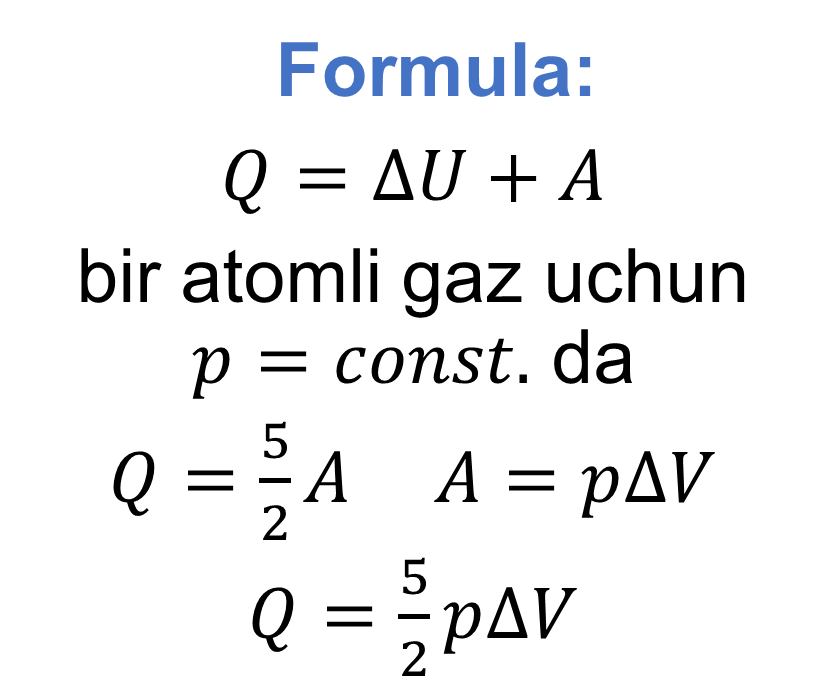 Formula:
Q = ΔU + A
bir atomli gaz uchun
p = const. da
Q = 5/2 A   A = pΔV
Q = 5/2 pΔV